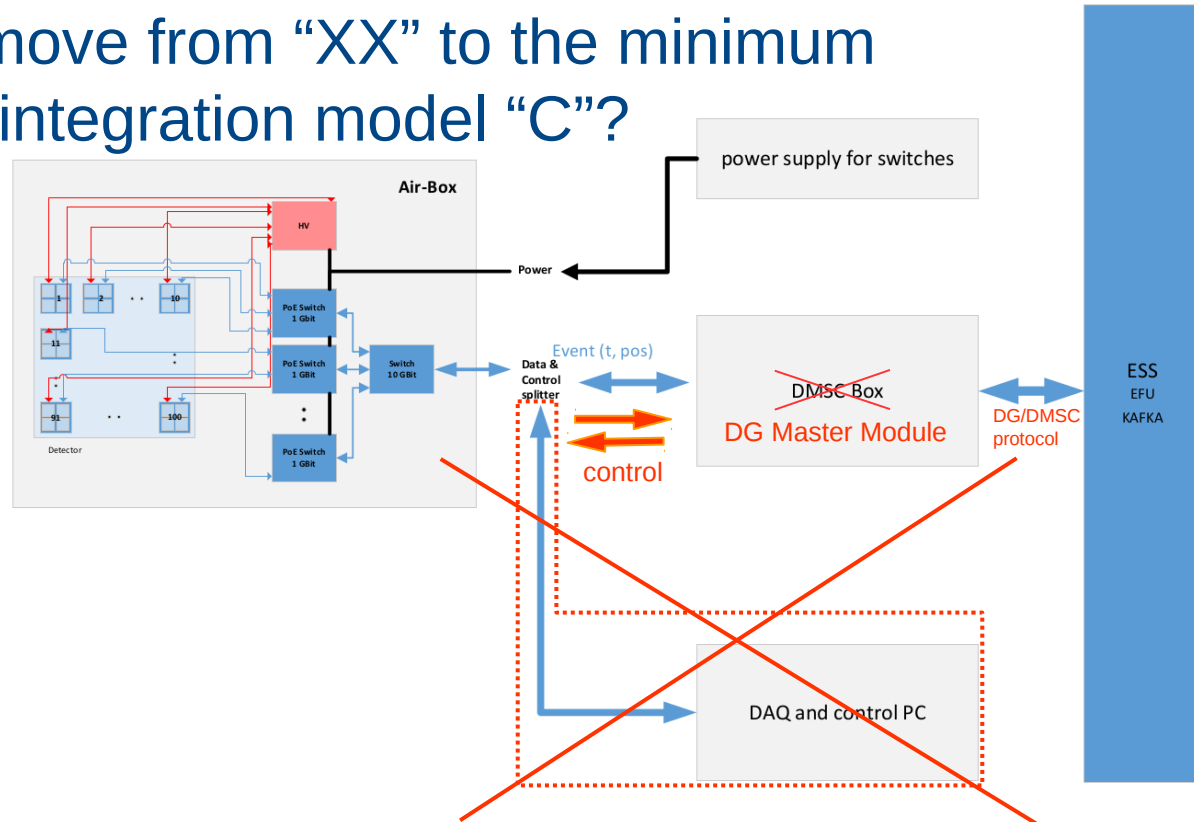 move from “XX” to the minimum
integration model “C”?
power supply for switches
Air-Box
HV
Power
1
2
. .
10
PoE Switch
1 Gbit
11
PoE Switch
1 GBit
Switch
10 GBit
Event (t, pos)
Data &
Control
splitter
DMSC Box
DG Master Module
DG/DMSC
protocol
ESS
EFU
KAFKA
91
. .
100
control
Detector
PoE Switch
1 GBit
DAQ and control PC